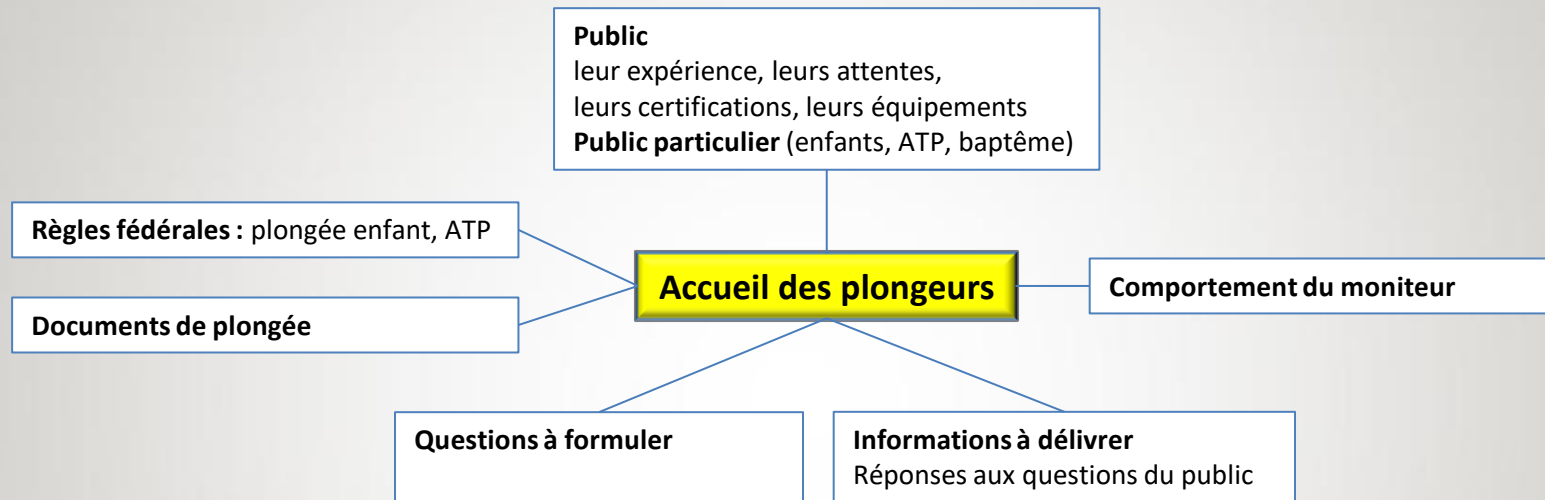 Public
leur expérience, leurs attentes,
leurs certifications, leurs équipements
Public particulier (enfants, ATP, baptême)
Règles fédérales : plongée enfant, ATP
Accueil des plongeurs
Comportement du moniteur
Documents de plongée
Questions à formuler
Informations à délivrer
Réponses aux questions du public